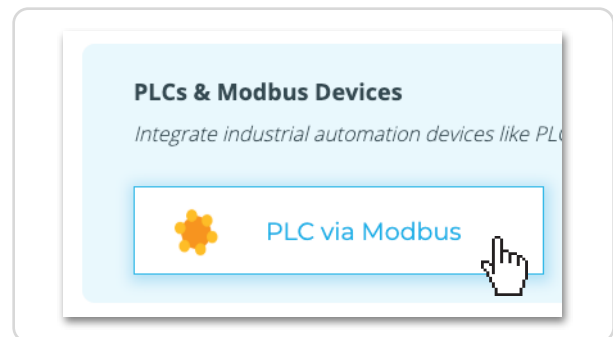 PLCs & Modbus Devices
Integrate industrial automation devices like
PLC via Modbus